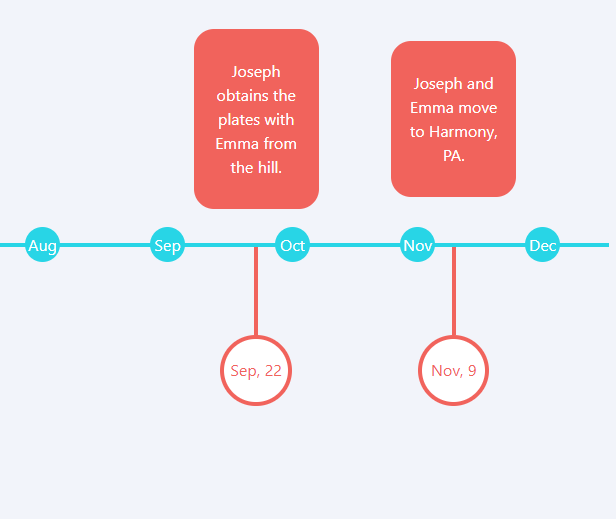 Joseph
obtains the
plates with
Emma from
the hill.
Joseph and
Emma move
to Harmony,
PA.
Aug
Sep
Oct
Nov
Dec
Sep, 22
Nov, 9